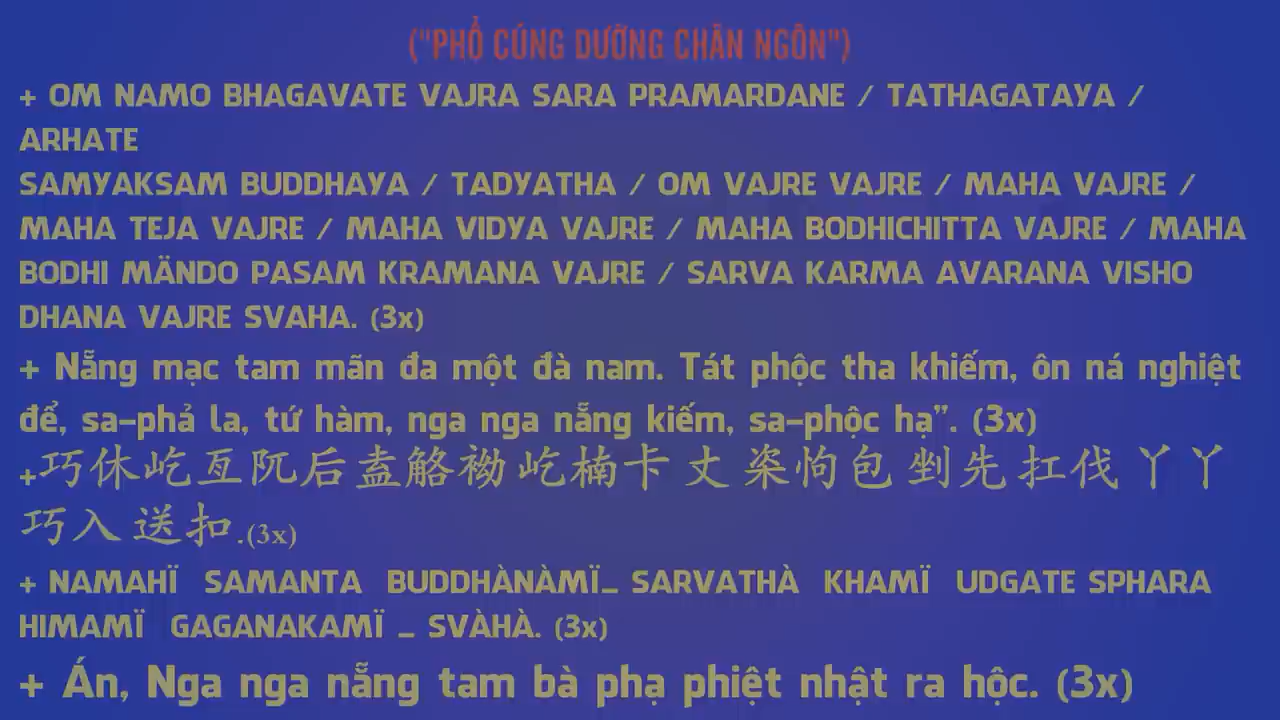 ("PHỔ CÚNG DƯỠNG CHÂN NGÔN")
+ OM NAMO BHAGAVATE VAJRA SARA PRAMARDANE / TATHAGATAYA /
ARHATE
SAMYAKSAM BUDDHAYA / TADYATHA / OM VAJRE VAJRE / MAHA VAJRE /
MAHA TEJA VAJRE / MAHA VIDYA VAJRE / MAHA BODHICHITTA VAJRE / MAHA
BODHI MÄNDO PASAM KRAMANA VAJRE / SARVA KARMA AVARANA VISHO
DHANA VAJRE SVAHA. (3x)
+ Nẵng mạc tam mãn đa một đà nam. Tát phộc tha khiếm, ôn ná nghiệt
để, sa-phả la, tứ hàm, nga nga nẵng kiếm, sa-phộc hạ”. (3x)
+巧休屹亙阢后盍觡袎屹楠卡丈 桼怐包 剉先扛伐 丫丫
巧入送扣.(3x)
+ NAMAHÏ SAMANTA BUDDHÀNÀMÏ_ SARVATHÀ KHAMÏ UDGATE SPHARA
HIMAMÏ GAGANAKAMÏ _ SVÀHÀ. (3x)
+ Án, Nga nga nẵng tam bà phạ phiệt nhật ra hộc. (3x)